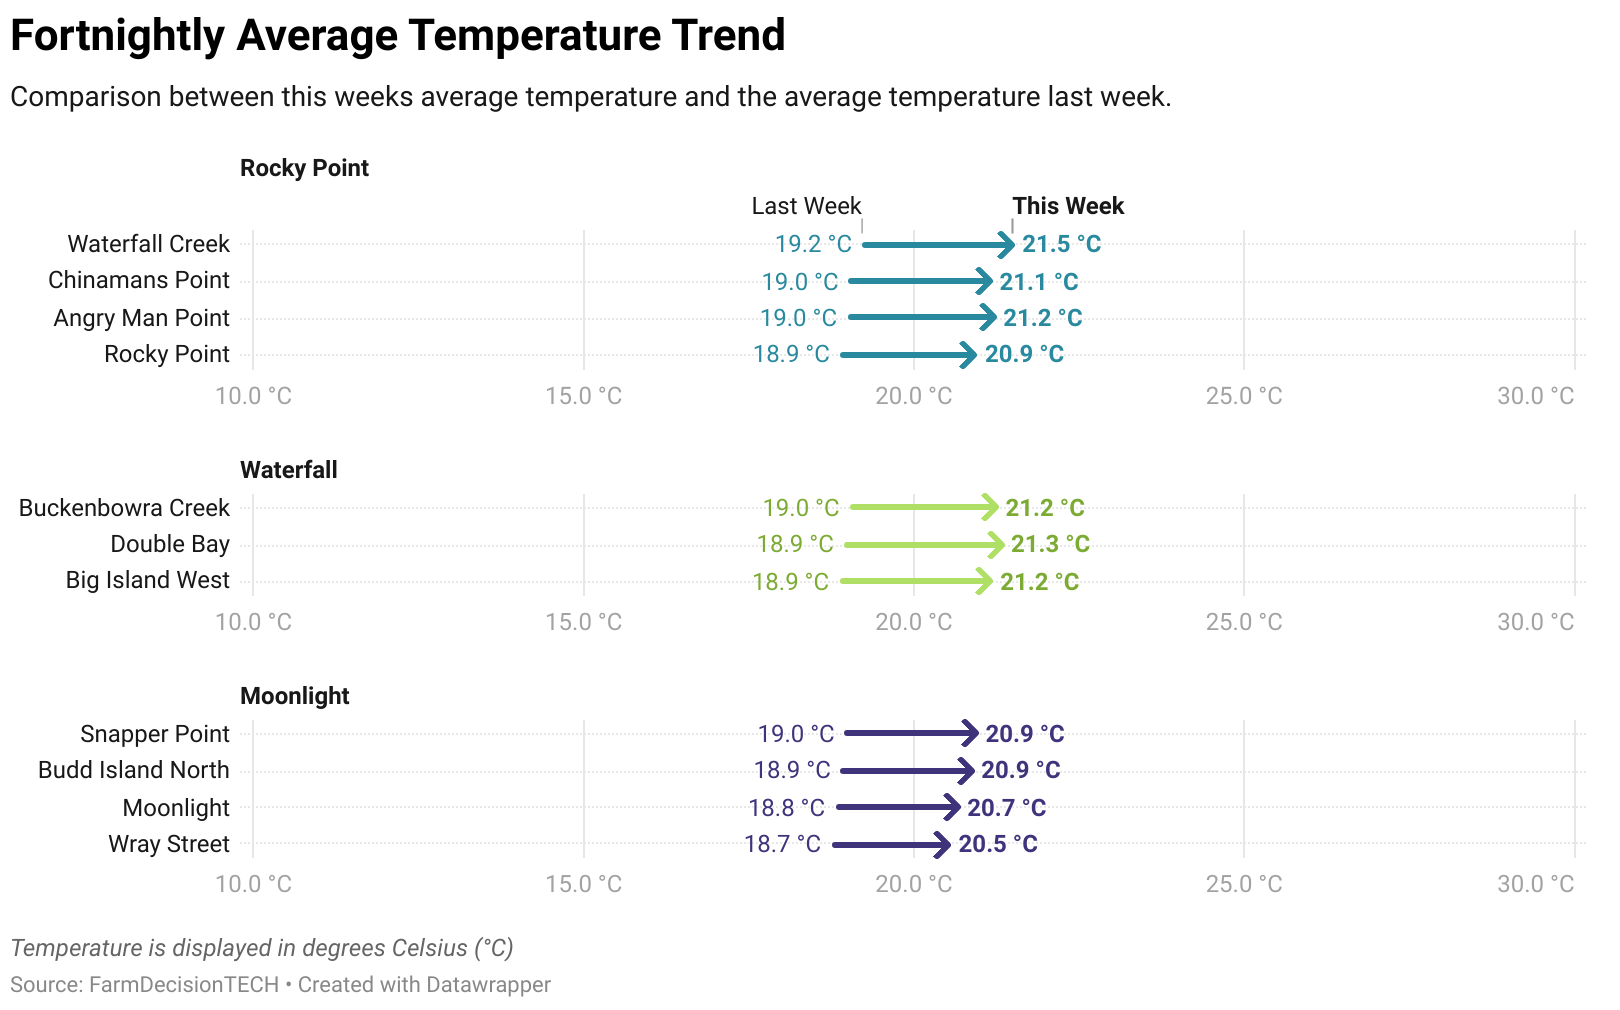 Fortnightly Average Temperature Trend
Comparison between this weeks average temperature and the average temperature last week.
Rocky Point
Last Week This Week
Waterfall Creek 19.2 °C 21.5 °C
Chinamans Point 19.0 °C 21.1 °C
Angry Man Point 19.0 °C 21.2 °C
Rocky Point 18.9 °C 20.9 °C
10.0 °C 15.0 °C 20.0 °C 25.0 °C 30.0 °C
Waterfall
Buckenbowra Creek 19.0 °C 21.2 °C
Double Bay 18.9 °C 21.3 °C
Big Island West 18.9 °C 21.2 °C
10.0 °C 15.0 °C 20.0 °C 25.0 °C 30.0 °C
Moonlight
Snapper Point 19.0 °C 20.9 °C
Budd Island North 18.9 °C 20.9 °C
Moonlight 18.8 °C 20.7 °C
Wray Street 18.7 °C 20.5 °C
10.0 °C 15.0 °C 20.0 °C 25.0 °C 30.0 °C
Temperature is displayed in degrees Celsius (°C)
Source: FarmDecisionTECH • Created with Datawrapper